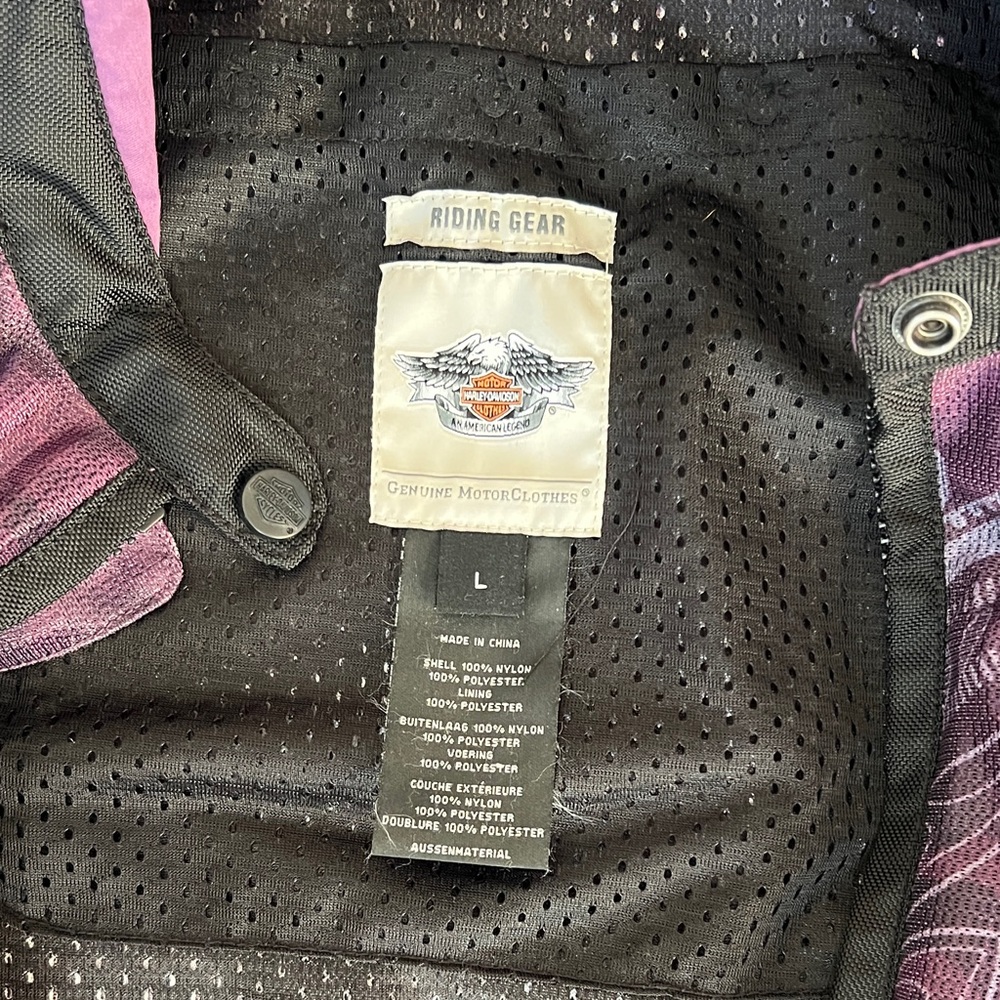 RIDING GEAR
MOTOR
HARLEY-DAVIDSON
CLOTHES
AN AMERICAN LEGEND
®
GENUINE MOTORCLOTHES®
L
MADE IN CHINA
SHELL 100% NYLON
100% POLYESTER
LINING
100% POLYESTER
BUITENLAAG 100% NYLON
100% POLYESTER
VOERING
100% POLYESTER
COUCHE EXTÉRIEURE
100% NYLON
100% POLYESTER
DOUBLURE 100% POLYESTER
AUSSENMATERIAL